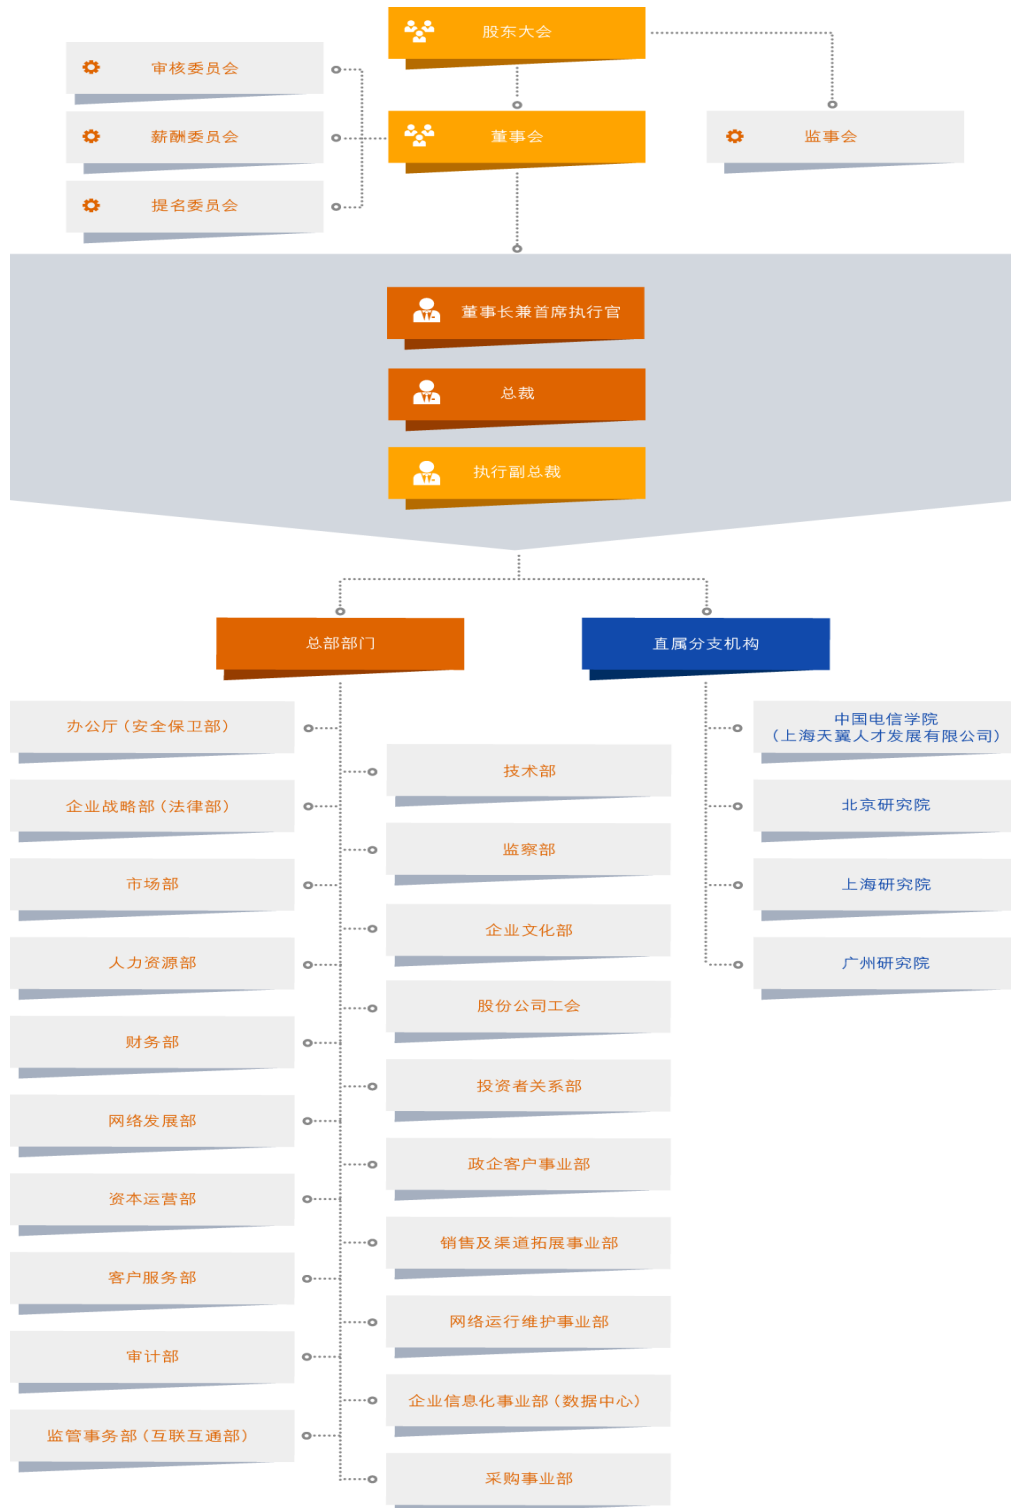 股东大会
审核委员会
薪酬委员会
董事会
监事会
提名委员会
董事长兼首席执行官
总裁
执行副总裁
总部部门
直属分支机构
办公厅（安全保卫部）
企业战略部（法律部）
市场部
人力资源部
财务部
网络发展部
资本运营部
客户服务部
审计部
监管事务部（互联互通部）
技术部
监察部
企业文化部
股份公司工会
投资者关系部
政企客户事业部
销售及渠道拓展事业部
网络运行维护事业部
企业信息化事业部（数据中心）
采购事业部
中国电信学院
（上海天翼人才发展有限公司）
北京研究院
上海研究院
广州研究院